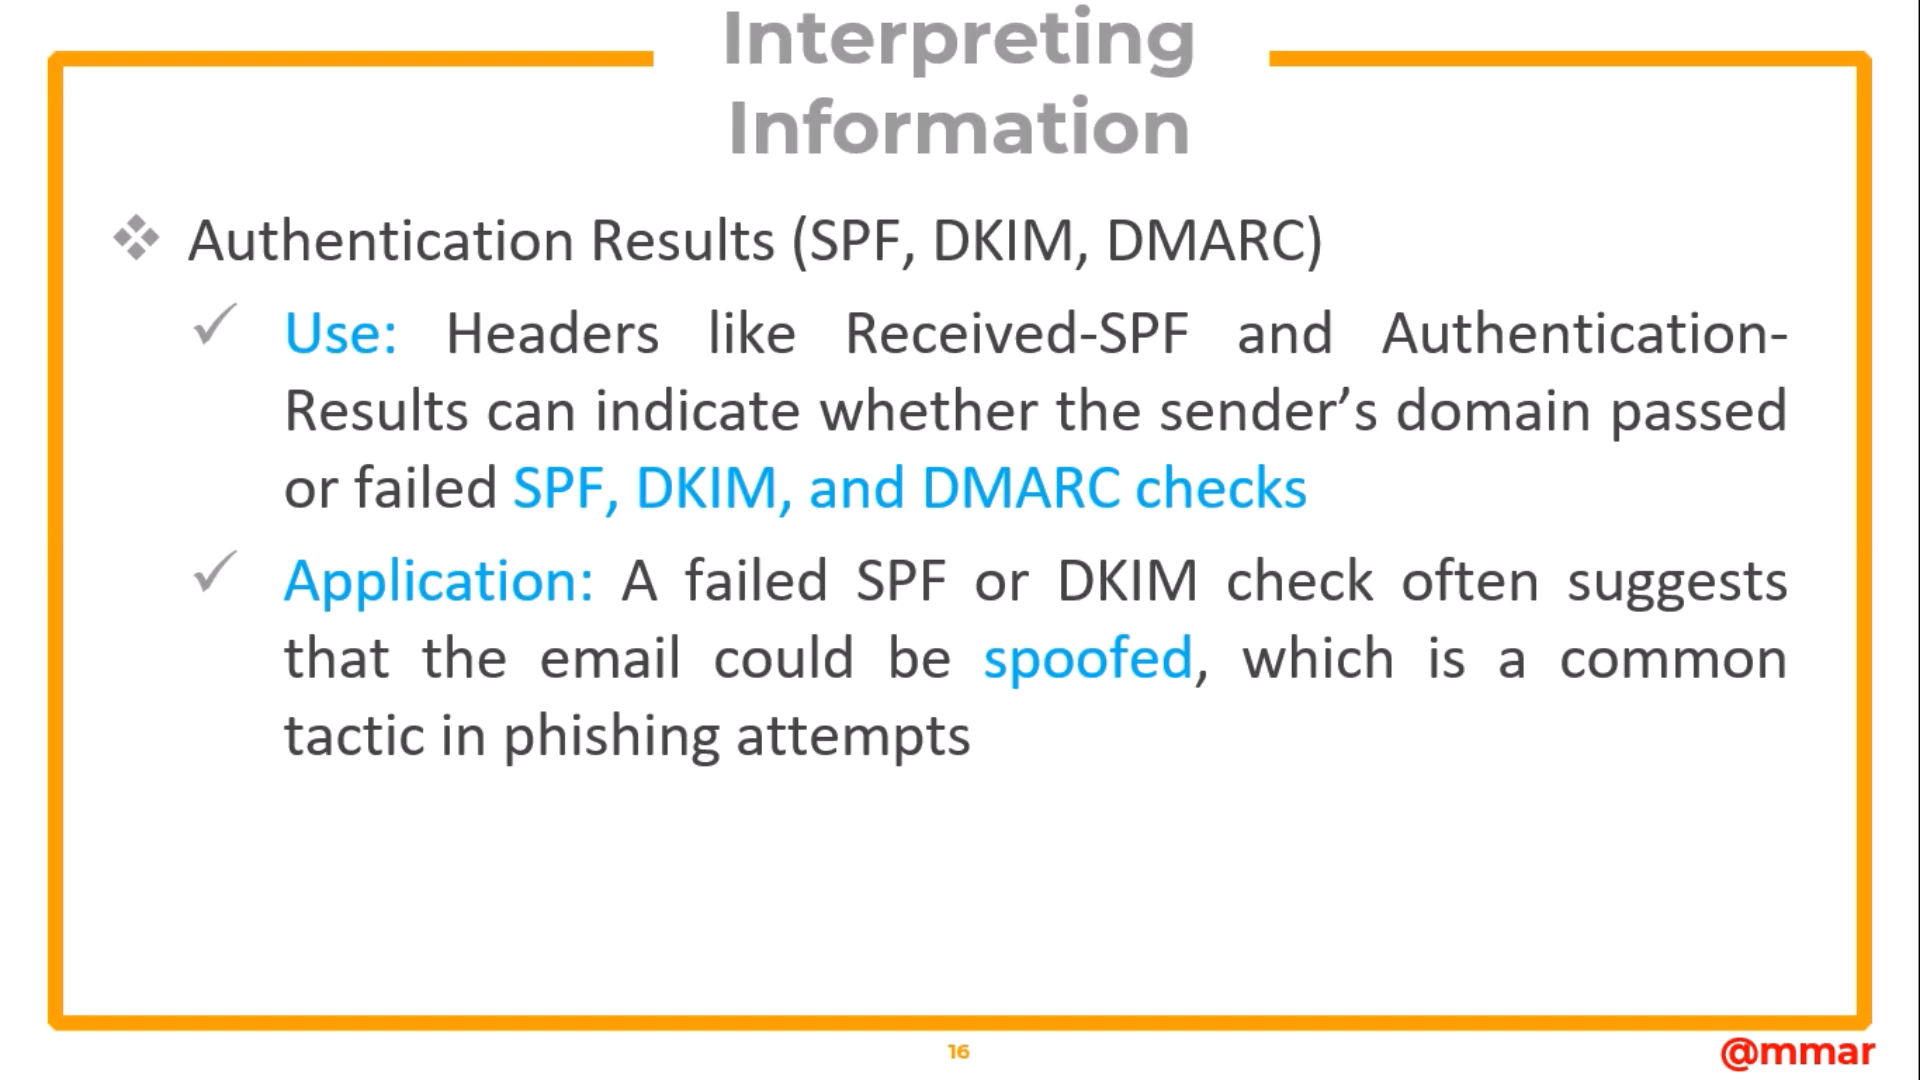 Interpreting
Information
Authentication Results (SPF, DKIM, DMARC)
Use: Headers like Received-SPF and Authentication-
Results can indicate whether the sender’s domain passed
or failed SPF, DKIM, and DMARC checks
Application: A failed SPF or DKIM check often suggests
that the email could be spoofed, which is a common
tactic in phishing attempts
16
@mmar